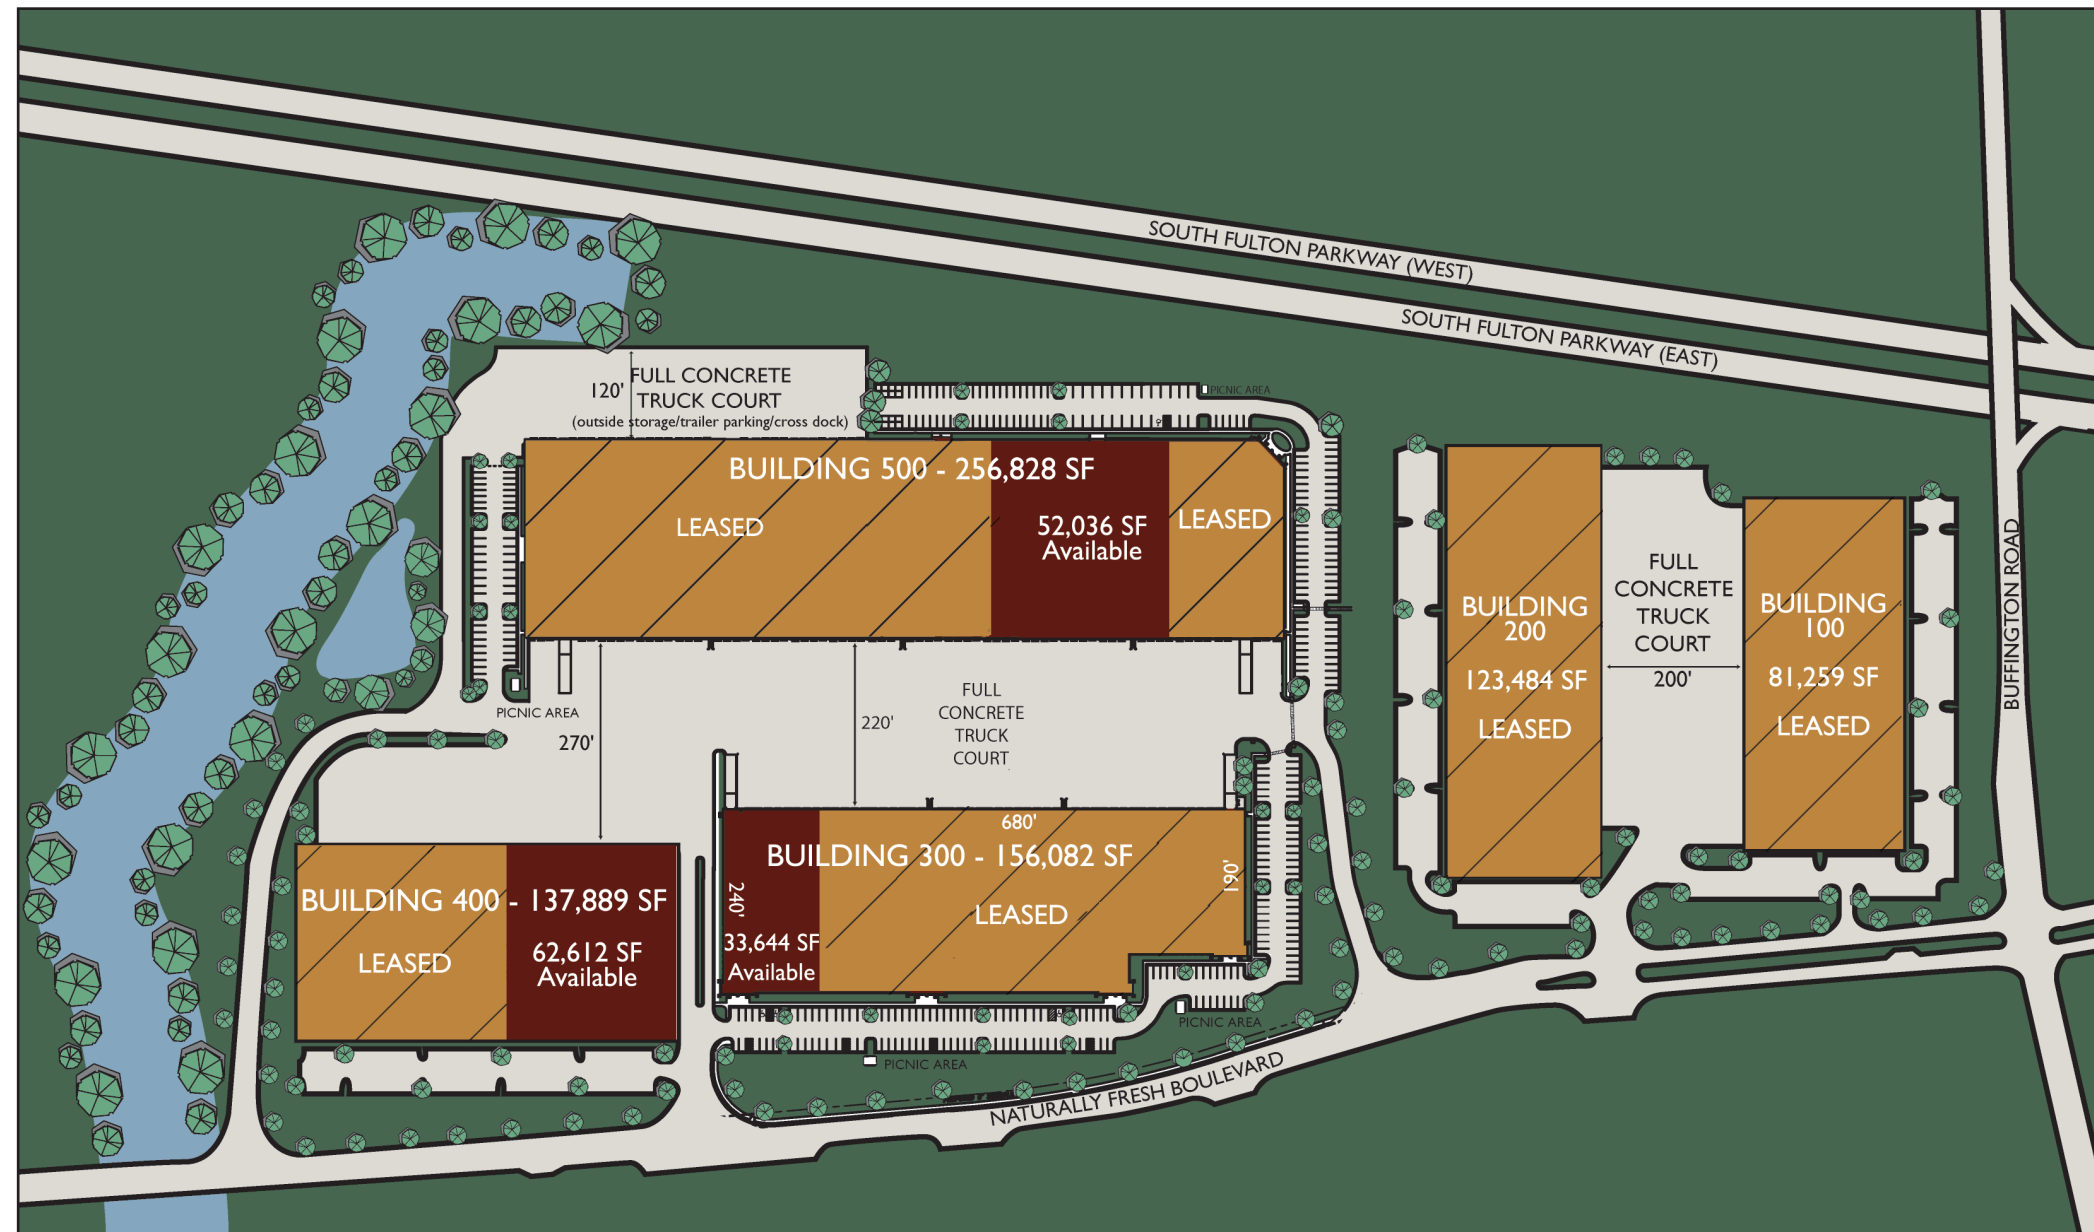 SOUTH FULTON PARKWAY (WEST)
SOUTH FULTON PARKWAY (EAST)
BUFFINGTON ROAD
120'
FULL CONCRETE
TRUCK COURT
(outside storage/trailer parking/cross dock)
PICNIC AREA
BUILDING 500 - 256,828 SF
LEASED
52,036 SF
Available
LEASED
PICNIC AREA
270'
220'
FULL
CONCRETE
TRUCK
COURT
BUILDING
200
123,484 SF
LEASED
FULL
CONCRETE
TRUCK
COURT
200'
BUILDING
100
81,259 SF
LEASED
BUILDING 400 - 137,889 SF
LEASED
62,612 SF
Available
680'
BUILDING 300 - 156,082 SF
240'
190'
LEASED
33,644 SF
Available
PICNIC AREA
PICNIC AREA
NATURALLY FRESH BOULEVARD